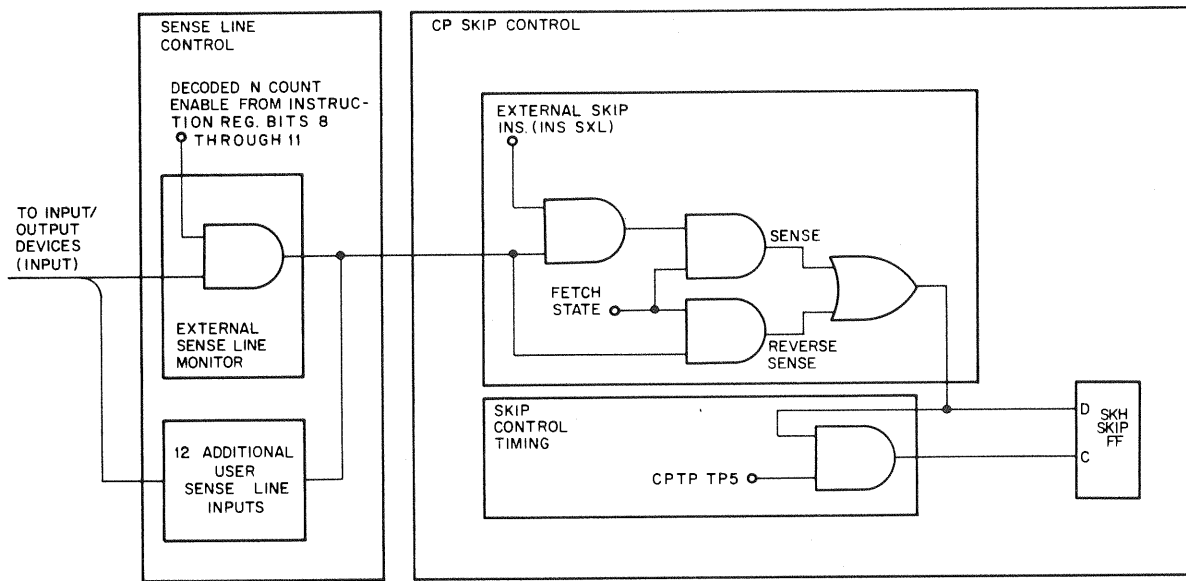 SENSE LINE
CONTROL
DECODED N COUNT
ENABLE FROM INSTRUC-
TION REG. BITS 8
THROUGH 11
TO INPUT/
OUTPUT
DEVICES
(INPUT)
EXTERNAL
SENSE LINE
MONITOR
12 ADDITIONAL
USER
SENSE LINE
INPUTS
CP SKIP CONTROL
EXTERNAL SKIP
INS. (INS SXL)
SENSE
FETCH
STATE
REVERSE
SENSE
SKIP
CONTROL
TIMING
CPTP TP5
D
SKH
SKIP
FF
C